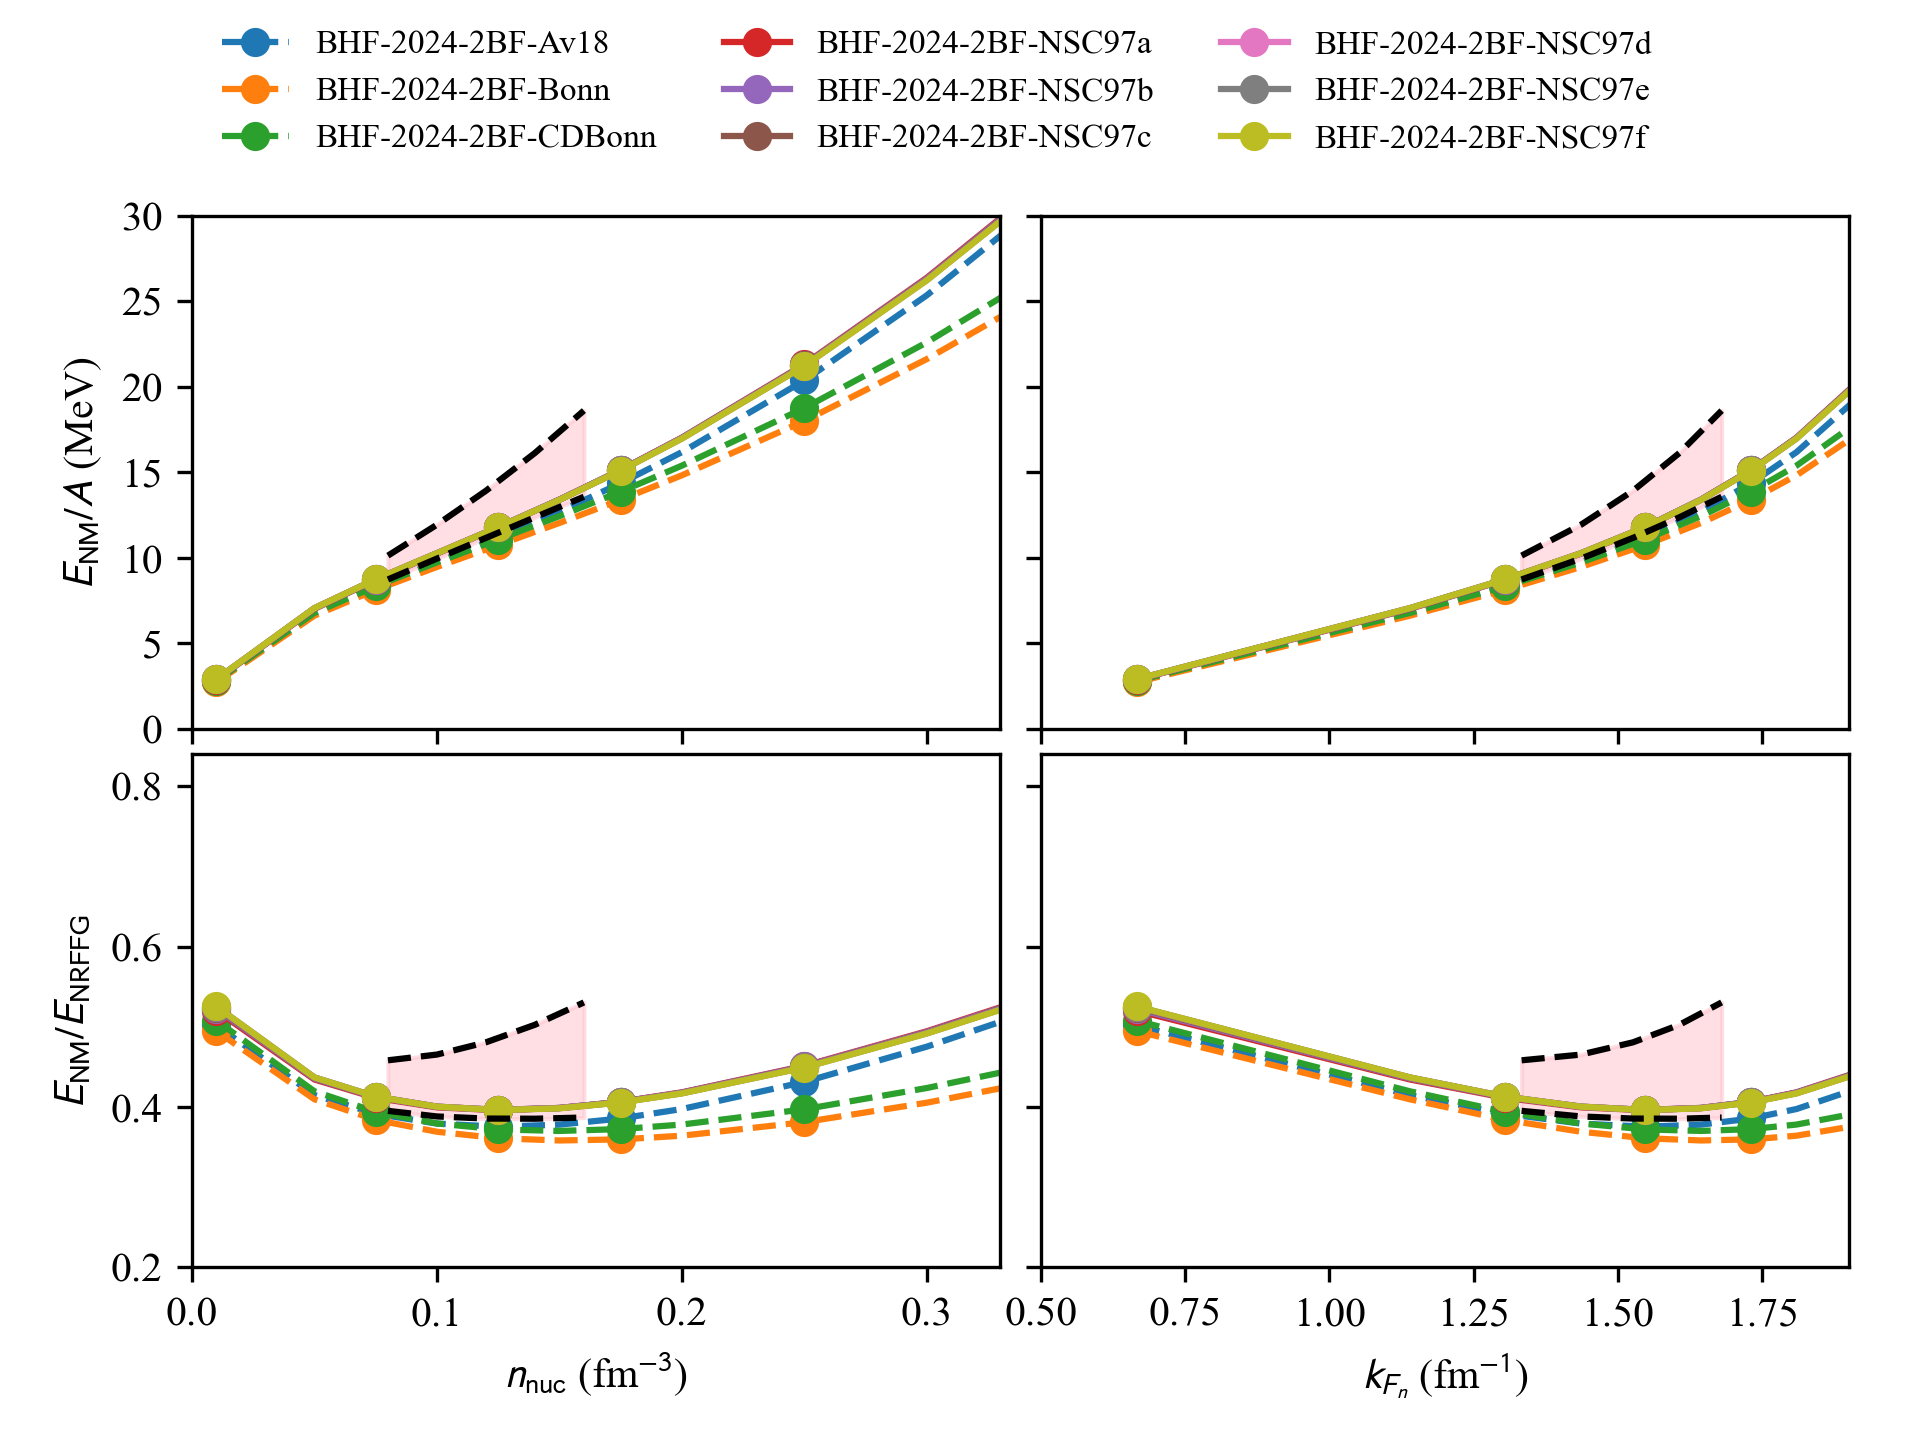 BHF-2024-2BF-Av18 BHF-2024-2BF-NSC97a BHF-2024-2BF-NSC97d
BHF-2024-2BF-Bonn BHF-2024-2BF-NSC97b BHF-2024-2BF-NSC97e
BHF-2024-2BF-CDBonn BHF-2024-2BF-NSC97c BHF-2024-2BF-NSC97f
30
25
20
15
10
5
0
E_NM/A (MeV)
0.8
0.6
0.4
0.2
E_NM/E_NRFFG
0.0 0.1 0.2 0.3
n_nuc (fm⁻³)
0.50 0.75 1.00 1.25 1.50 1.75
k_{F_n} (fm⁻¹)